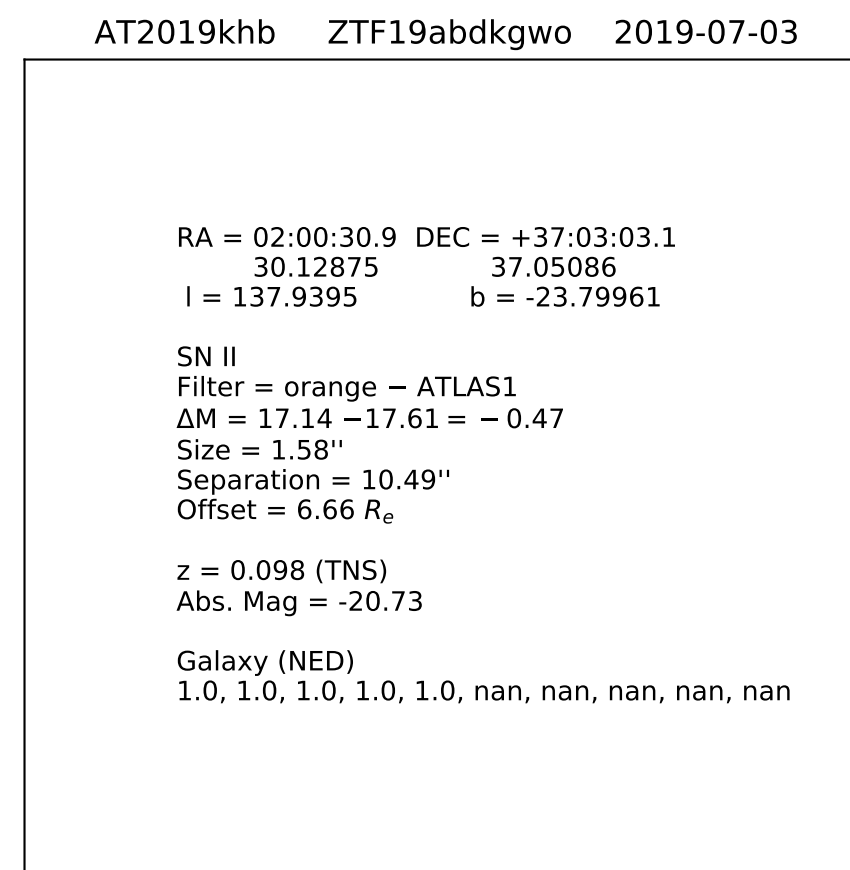 AT2019khb ZTF19abdkgwo 2019-07-03
RA = 02:00:30.9 DEC = +37:03:03.1
30.12875 37.05086
l = 137.9395 b = -23.79961
SN II
Filter = orange − ATLAS1
ΔM = 17.14 −17.61 = − 0.47
Size = 1.58''
Separation = 10.49''
Offset = 6.66 Rₑ
z = 0.098 (TNS)
Abs. Mag = -20.73
Galaxy (NED)
1.0, 1.0, 1.0, 1.0, 1.0, nan, nan, nan, nan, nan